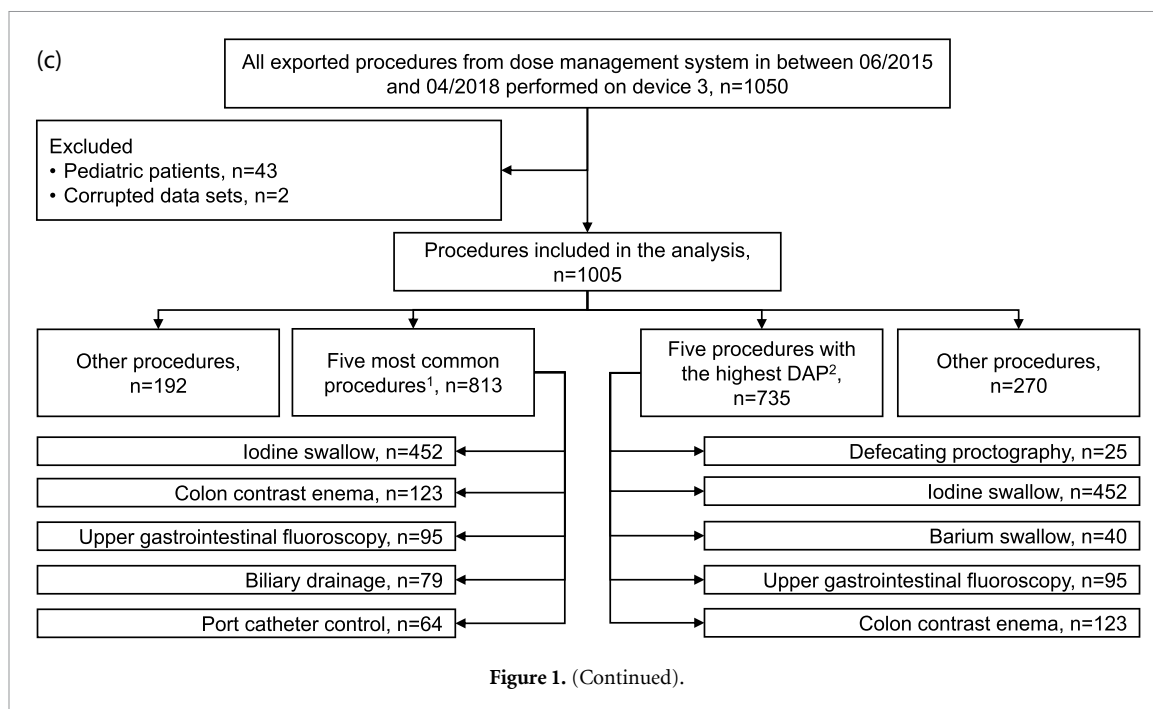 (c)
All exported procedures from dose management system in between 06/2015
and 04/2018 performed on device 3, n=1050
Excluded
• Pediatric patients, n=43
• Corrupted data sets, n=2
Procedures included in the analysis,
n=1005
Other procedures,
n=192
Five most common
procedures¹, n=813
Five procedures with
the highest DAP²,
n=735
Other procedures,
n=270
Iodine swallow, n=452
Colon contrast enema, n=123
Upper gastrointestinal fluoroscopy, n=95
Biliary drainage, n=79
Port catheter control, n=64
Defecating proctography, n=25
Iodine swallow, n=452
Barium swallow, n=40
Upper gastrointestinal fluoroscopy, n=95
Colon contrast enema, n=123
Figure 1. (Continued).